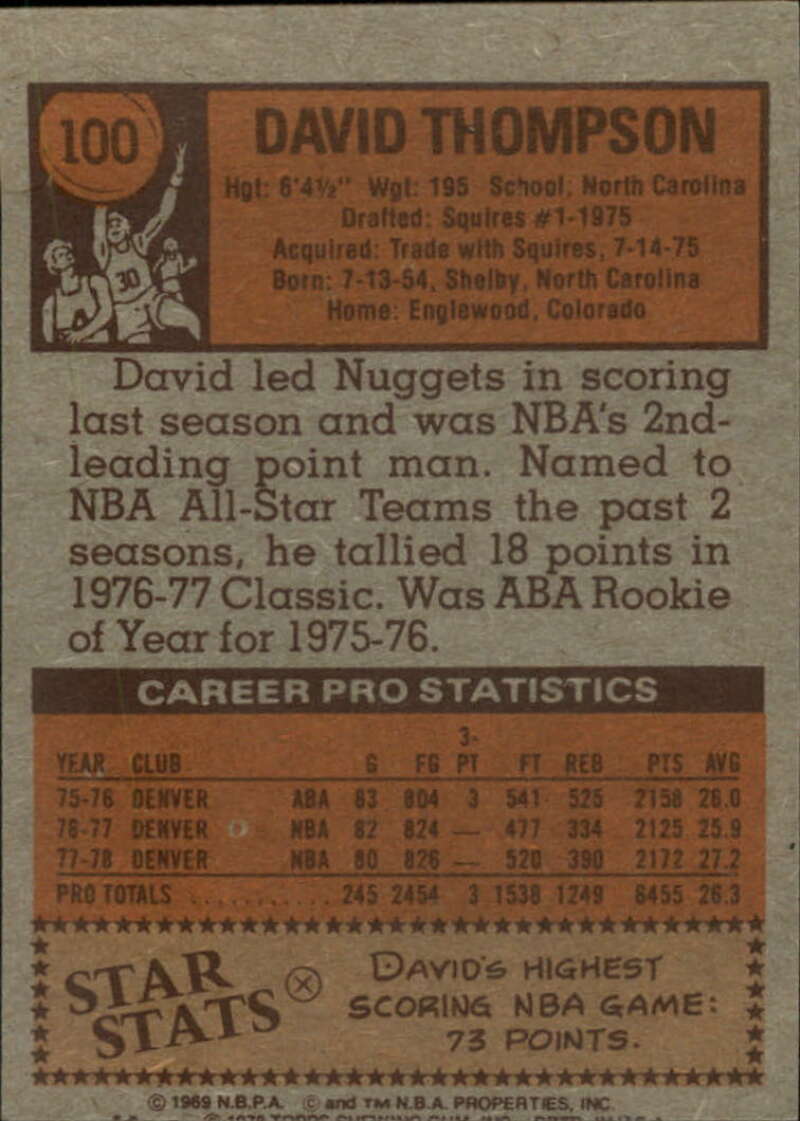 100
DAVID THOMPSON
Hgt: 6'4½" Wgt: 195 School: North Carolina
Drafted: Squires #1-1975
Acquired: Trade with Squires, 7-14-75
Born: 7-13-54, Shelby, North Carolina
Home: Englewood, Colorado
30
David led Nuggets in scoring
last season and was NBA's 2nd-
leading point man. Named to
NBA All-Star Teams the past 2
seasons, he tallied 18 points in
1976-77 Classic. Was ABA Rookie
of Year for 1975-76.
CAREER PRO STATISTICS
YEAR CLUB G FG 3-PT FT REB PTS AVG
75-76 DENVER ABA 83 804 3 541 525 2158 26.0
76-77 DENVER NBA 82 824 — 477 334 2125 25.9
77-78 DENVER NBA 80 826 — 520 390 2172 27.2
PRO TOTALS ........... 245 2454 3 1538 1249 6455 26.3
STAR STATS
DAVID'S HIGHEST
SCORING NBA GAME:
73 POINTS.
© 1969 N.B.P.A. © and TM N.B.A. PROPERTIES, INC.